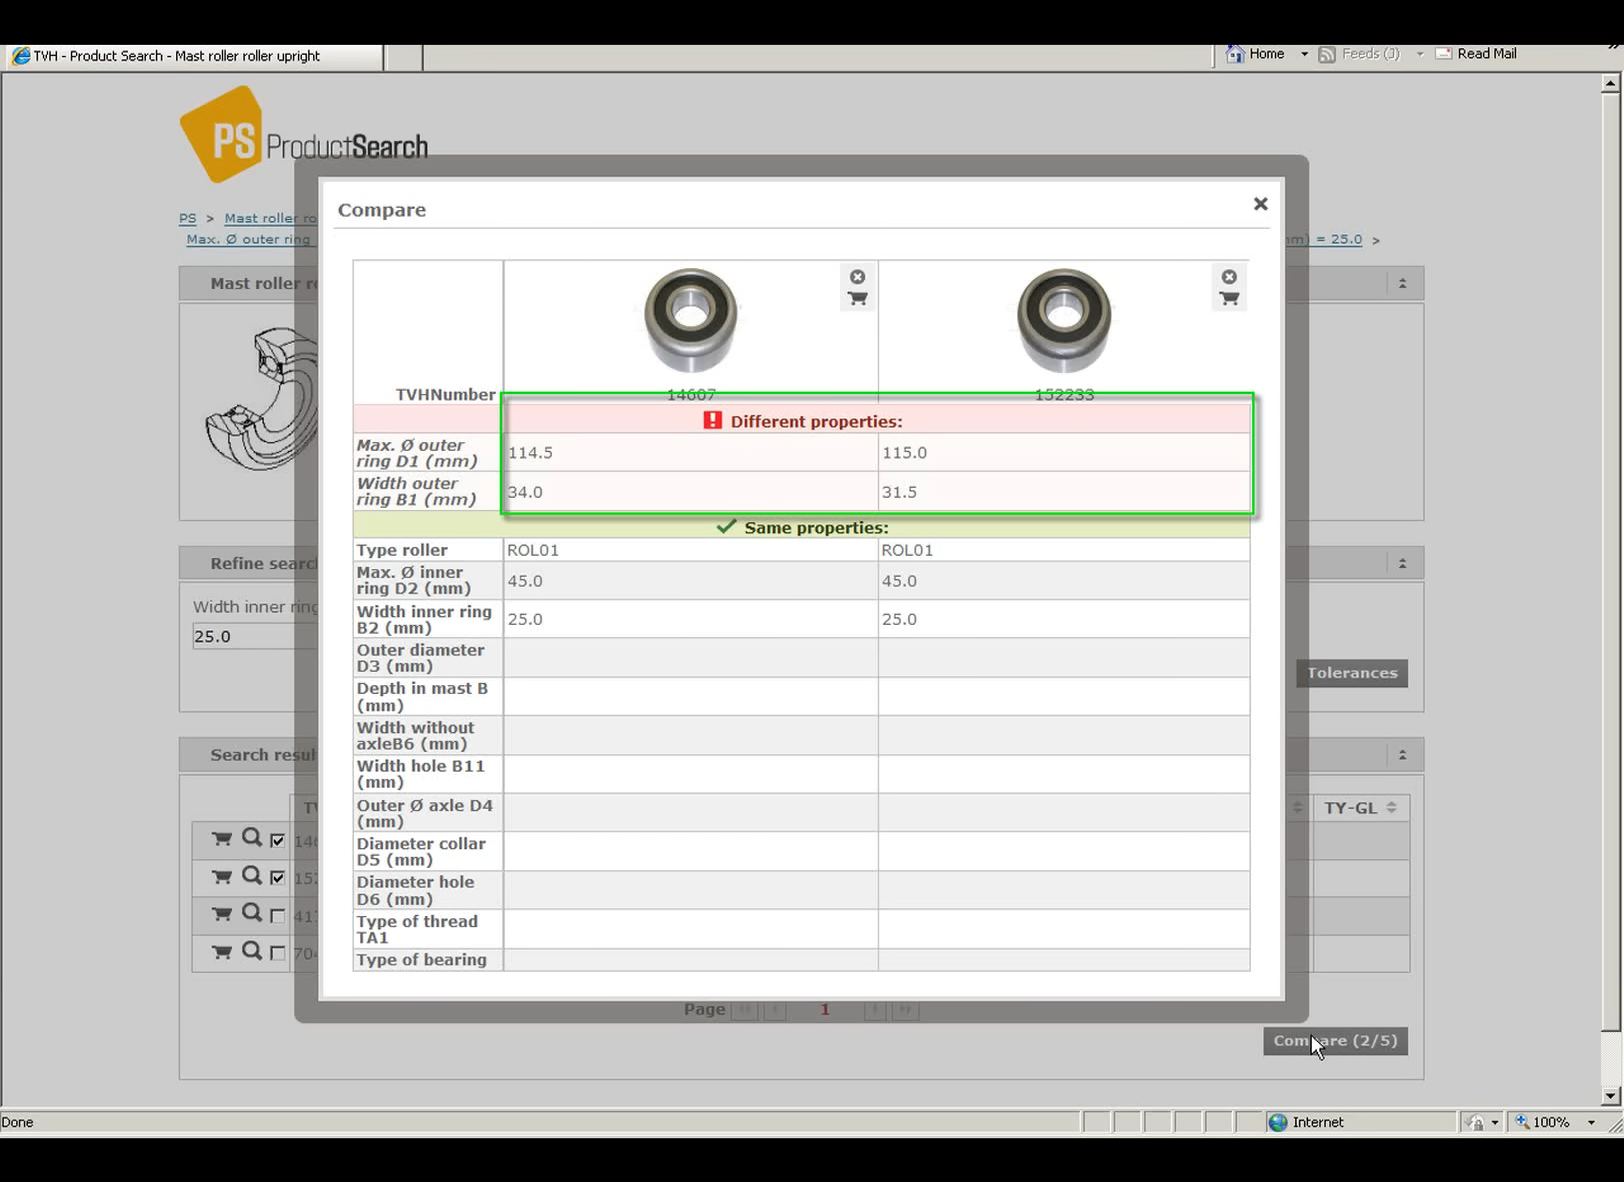 TVH - Product Search - Mast roller roller upright
Home
Feeds (J)
Read Mail
PS ProductSearch
PS > Mast roller ro
Max. Ø outer ring
mm) = 25.0 >
Compare
Mast roller r
TVHNumber 14607 152233
Different properties:
Max. Ø outer
ring D1 (mm) 114.5 115.0
Width outer
ring B1 (mm) 34.0 31.5
Same properties:
Type roller ROL01 ROL01
Max. Ø inner
ring D2 (mm) 45.0 45.0
Width inner ring
B2 (mm) 25.0 25.0
Outer diameter
D3 (mm)
Depth in mast B
(mm)
Width without
axleB6 (mm)
Width hole B11
(mm)
Outer Ø axle D4
(mm)
Diameter collar
D5 (mm)
Diameter hole
D6 (mm)
Type of thread
TA1
Type of bearing
Refine searc
Width inner ring
25.0
Tolerances
Search resul
TY-GL
Page 1
Compare (2/5)
Done
Internet
100%